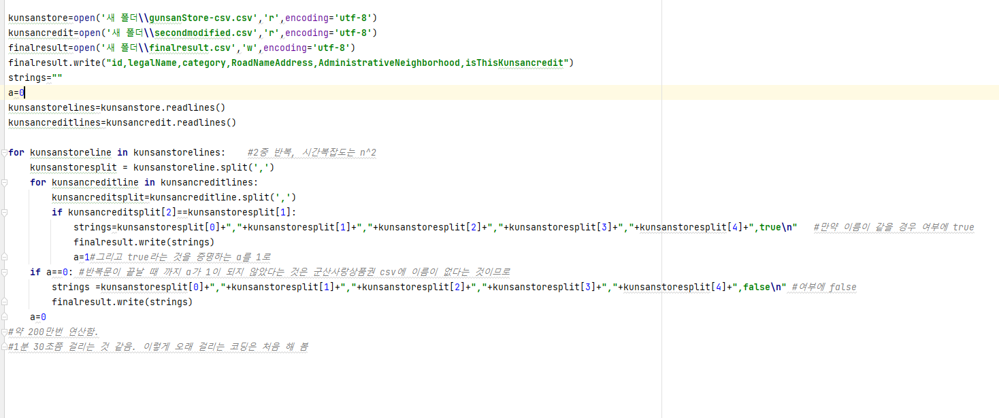 kunsanstore=open('새 폴더\\gunsanStore-csv.csv','r',encoding='utf-8')
kunsancredit=open('새 폴더\\secondmodified.csv','r',encoding='utf-8')
finalresult=open('새 폴더\\finalresult.csv','w',encoding='utf-8')
finalresult.write("id,legalName,category,RoadNameAddress,AdministrativeNeighborhood,isThisKunsancredit")
strings=""
a=0
kunsanstorelines=kunsanstore.readlines()
kunsancreditlines=kunsancredit.readlines()
for kunsanstoreline in kunsanstorelines:    #2중 반복, 시간복잡도는 n^2
    kunsanstoresplit = kunsanstoreline.split(',')
    for kunsancreditline in kunsancreditlines:
        kunsancreditsplit=kunsancreditline.split(',')
        if kunsancreditsplit[2]==kunsanstoresplit[1]:
            strings=kunsanstoresplit[0]+","+kunsanstoresplit[1]+","+kunsanstoresplit[2]+","+kunsanstoresplit[3]+","+kunsanstoresplit[4]+",true\n"   #만약 이름이 같을 경우 여부에 true
            finalresult.write(strings)
            a=1#그리고 true라는 것을 증명하는 a를 1로
    if a==0: #반복문이 끝날 때 까지 a가 1이 되지 않았다는 것은 군산사랑상품권 csv에 이름이 없다는 것이므로
        strings =kunsanstoresplit[0]+","+kunsanstoresplit[1]+","+kunsanstoresplit[2]+","+kunsanstoresplit[3]+","+kunsanstoresplit[4]+",false\n" #여부에 false
        finalresult.write(strings)
    a=0
#약 200만번 연산함.
#1분 30초쯤 걸리는 것 같음. 이렇게 오래 걸리는 코딩은 처음 해 봄